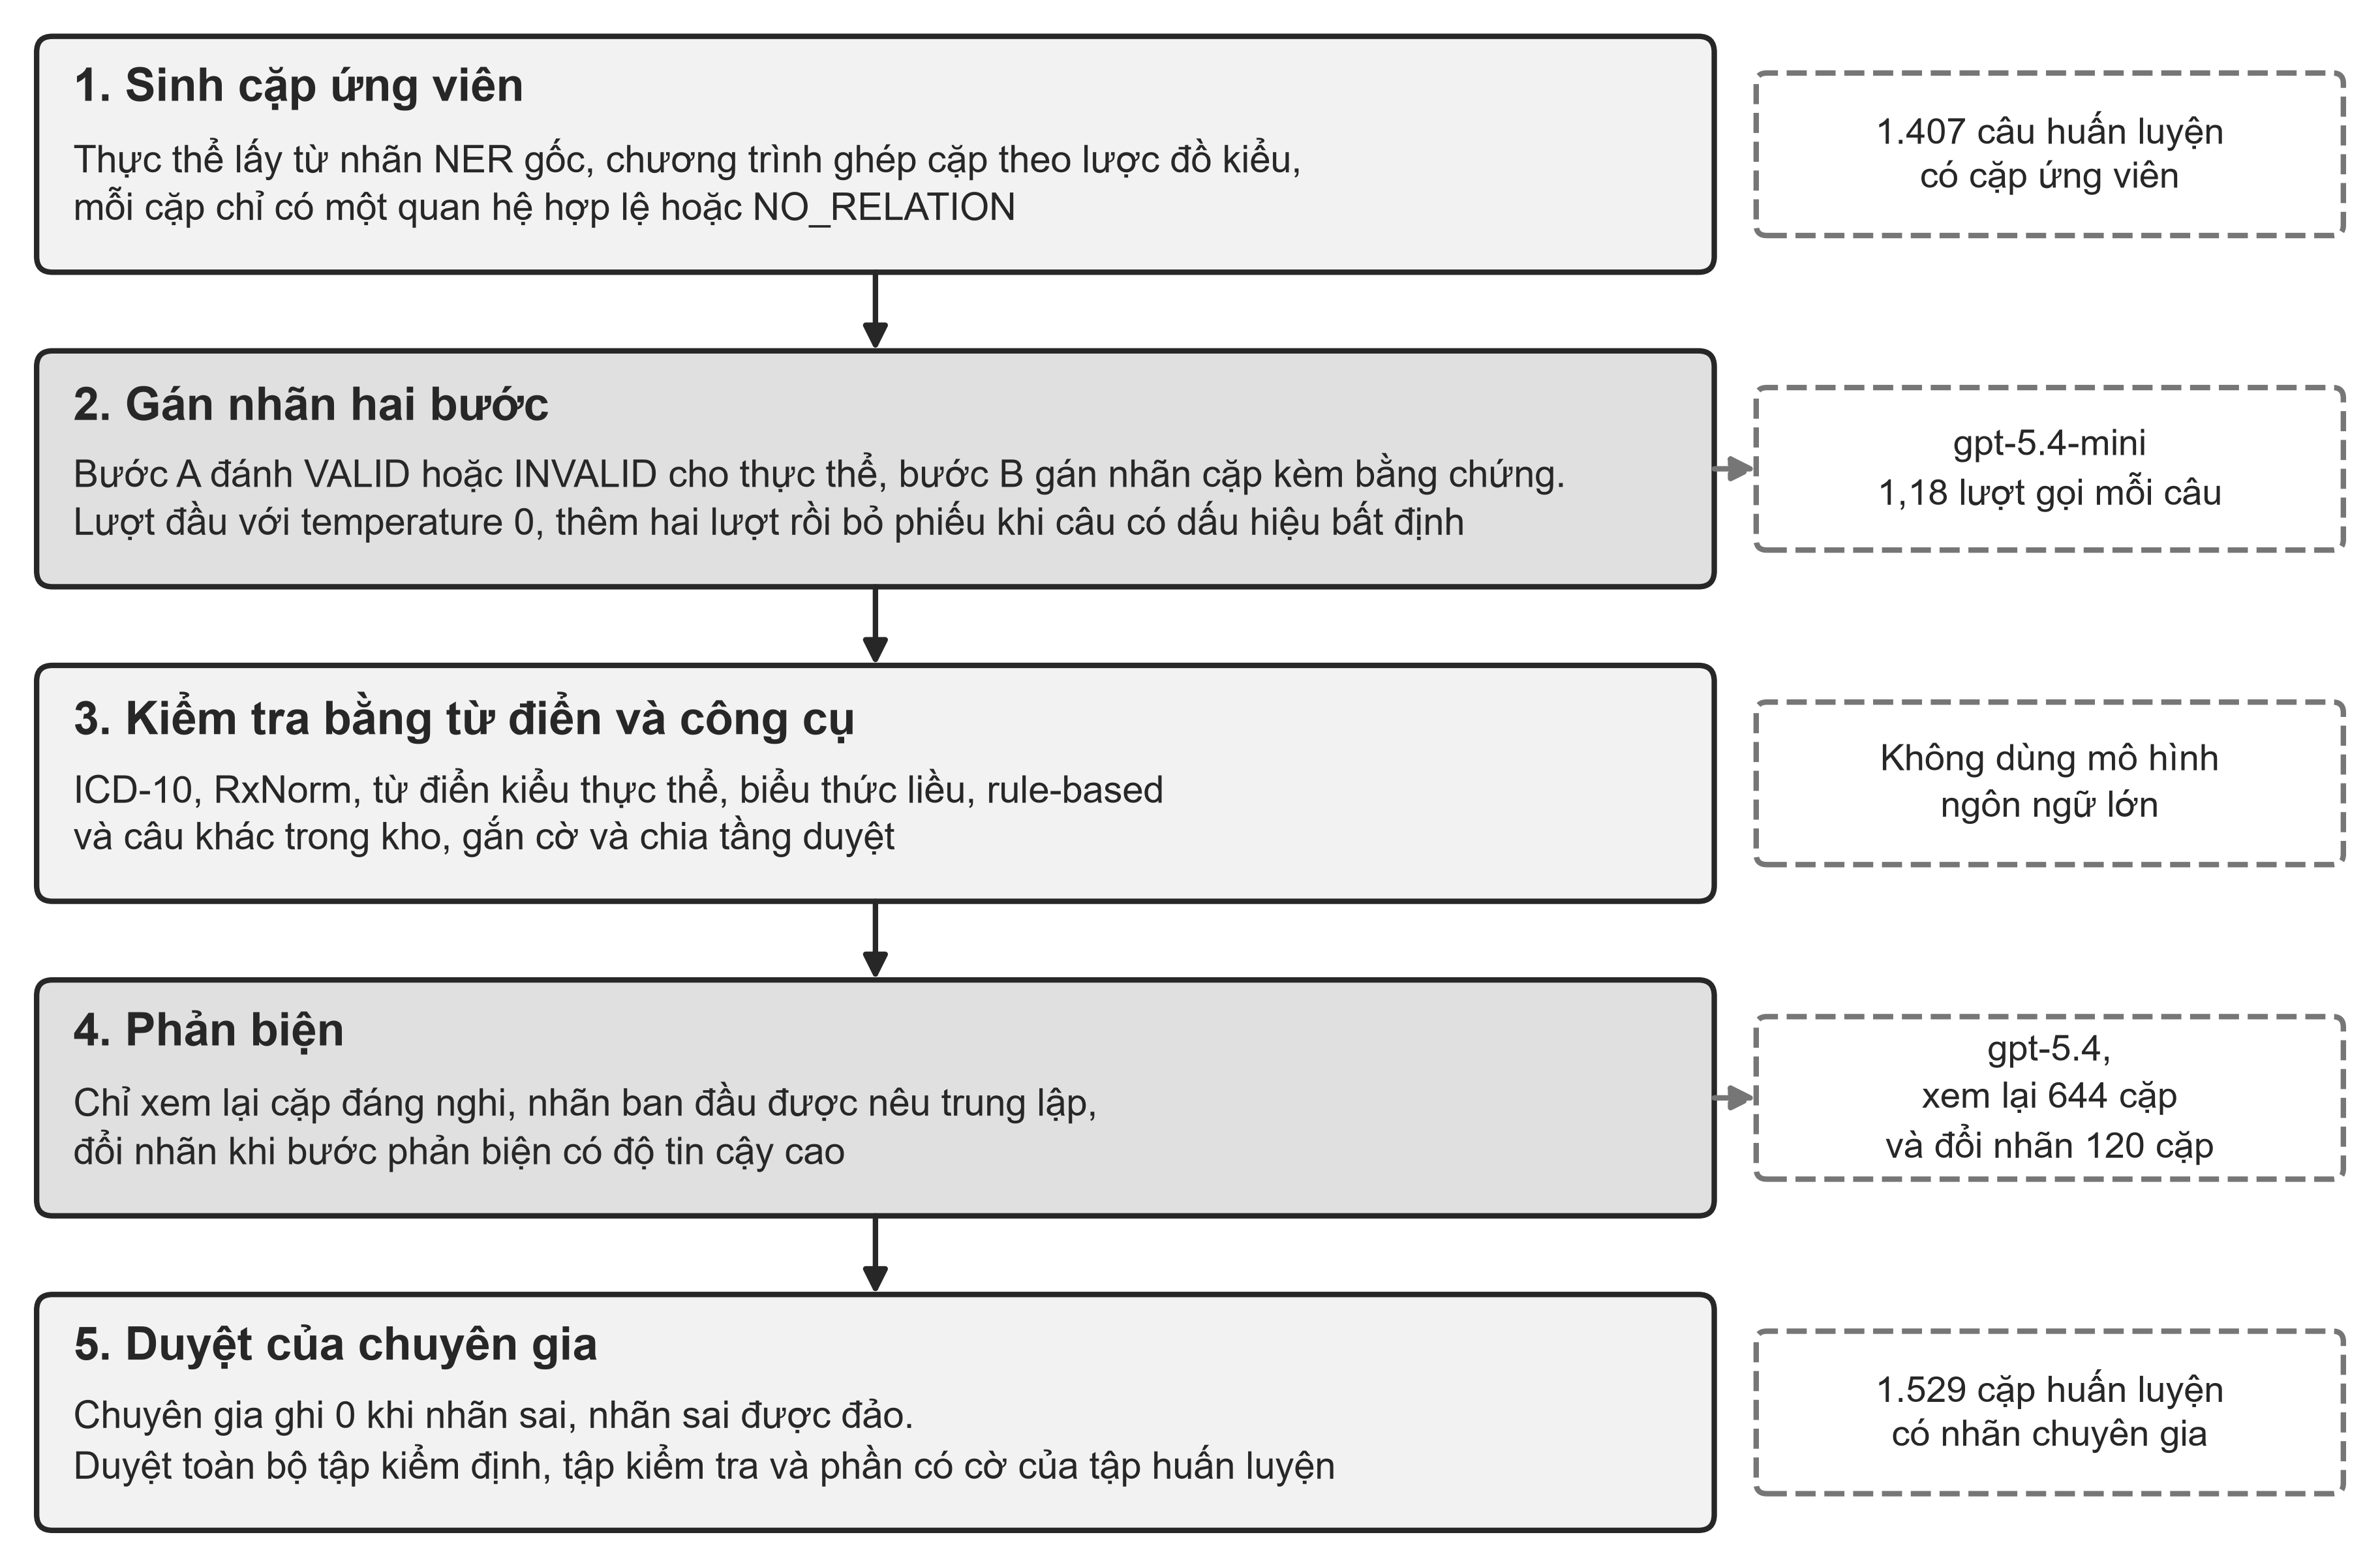 1. Sinh cặp ứng viên
Thực thể lấy từ nhãn NER gốc, chương trình ghép cặp theo lược đồ kiểu,
mỗi cặp chỉ có một quan hệ hợp lệ hoặc NO_RELATION
1.407 câu huấn luyện
có cặp ứng viên
2. Gán nhãn hai bước
Bước A đánh VALID hoặc INVALID cho thực thể, bước B gán nhãn cặp kèm bằng chứng.
Lượt đầu với temperature 0, thêm hai lượt rồi bỏ phiếu khi câu có dấu hiệu bất định
gpt-5.4-mini
1,18 lượt gọi mỗi câu
3. Kiểm tra bằng từ điển và công cụ
ICD-10, RxNorm, từ điển kiểu thực thể, biểu thức liều, rule-based
và câu khác trong kho, gắn cờ và chia tầng duyệt
Không dùng mô hình
ngôn ngữ lớn
4. Phản biện
Chỉ xem lại cặp đáng nghi, nhãn ban đầu được nêu trung lập,
đổi nhãn khi bước phản biện có độ tin cậy cao
gpt-5.4,
xem lại 644 cặp
và đổi nhãn 120 cặp
5. Duyệt của chuyên gia
Chuyên gia ghi 0 khi nhãn sai, nhãn sai được đảo.
Duyệt toàn bộ tập kiểm định, tập kiểm tra và phần có cờ của tập huấn luyện
1.529 cặp huấn luyện
có nhãn chuyên gia